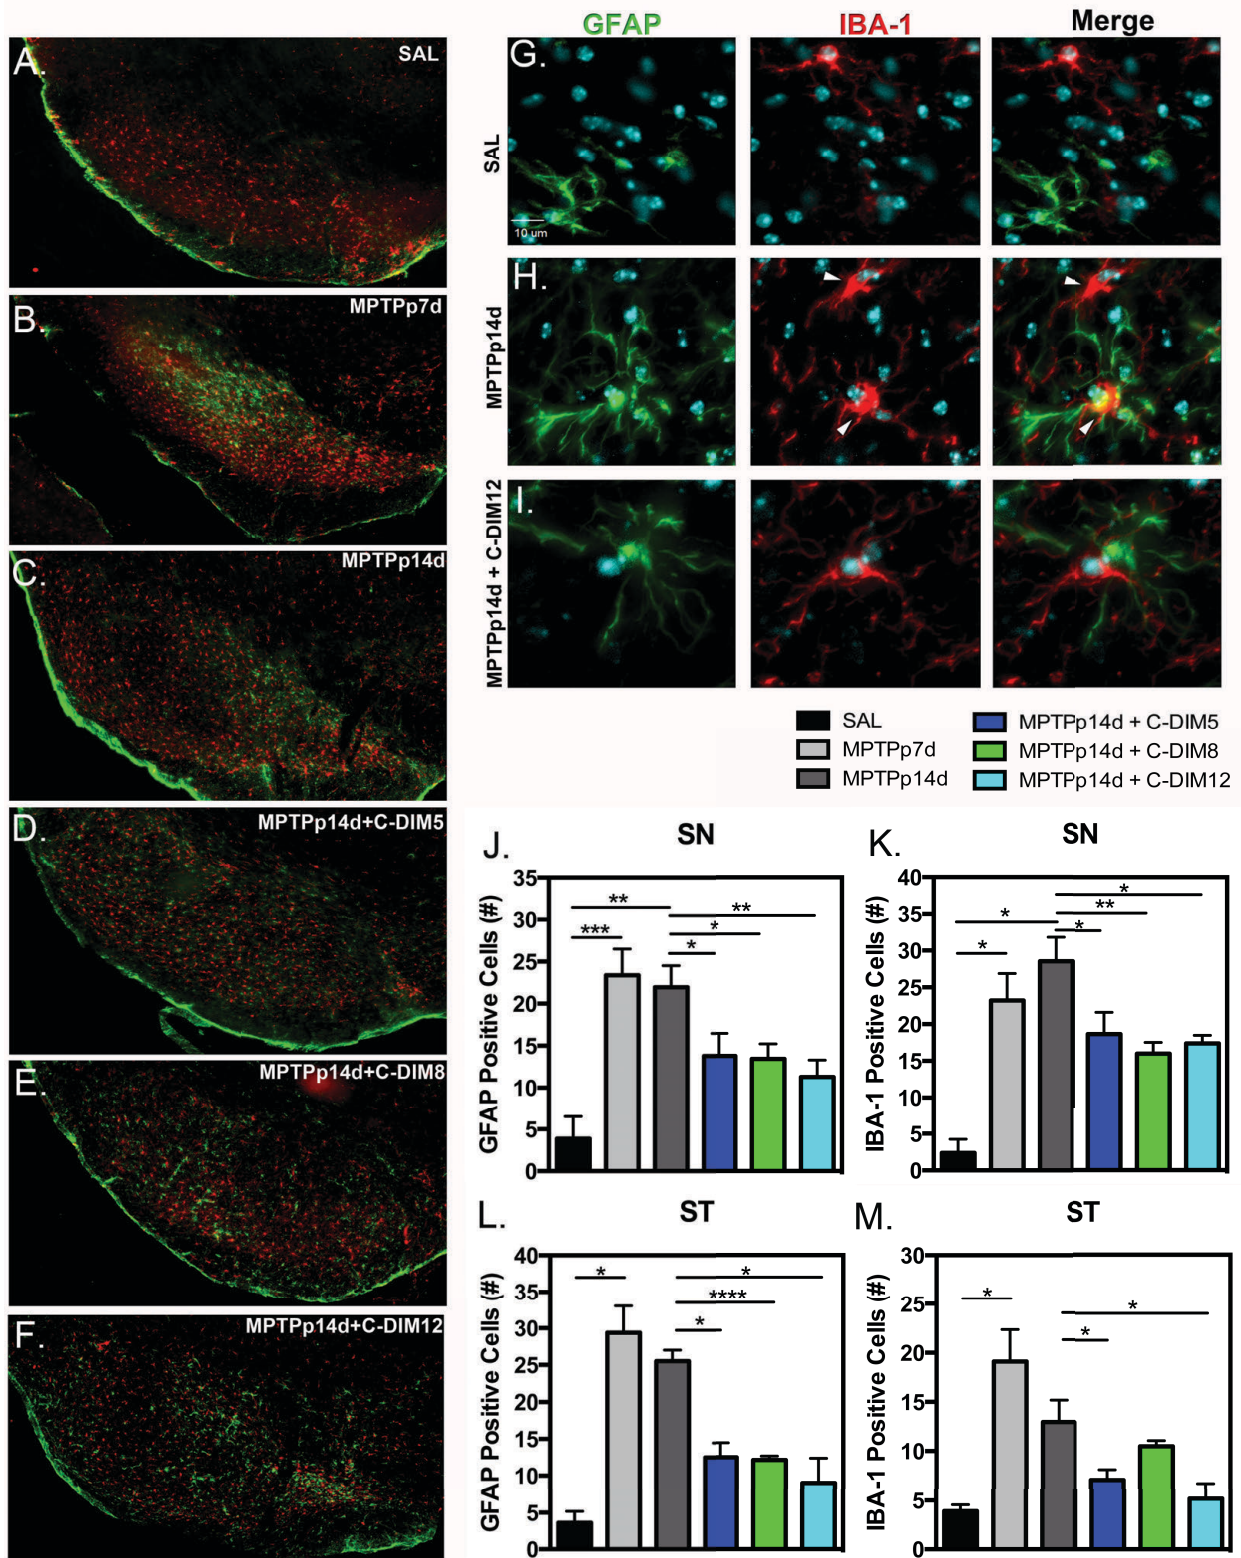 GFAP IBA-1 Merge
A. SAL
B. MPTPp7d
C. MPTPp14d
D. MPTPp14d+C-DIM5
E. MPTPp14d+C-DIM8
F. MPTPp14d+C-DIM12
G.
SAL
10 um
H.
MPTPp14d
I.
MPTPp14d + C-DIM12
SAL
MPTPp7d
MPTPp14d
MPTPp14d + C-DIM5
MPTPp14d + C-DIM8
MPTPp14d + C-DIM12
J. SN
GFAP Positive Cells (#)
35
30
25
20
15
10
5
0
**
***
**
*
*
K. SN
IBA-1 Positive Cells (#)
40
35
30
25
20
15
10
5
0
*
**
*
*
*
L. ST
GFAP Positive Cells (#)
40
35
30
25
20
15
10
5
0
*
*
****
*
M. ST
IBA-1 Positive Cells (#)
30
25
20
15
10
5
0
*
*
*